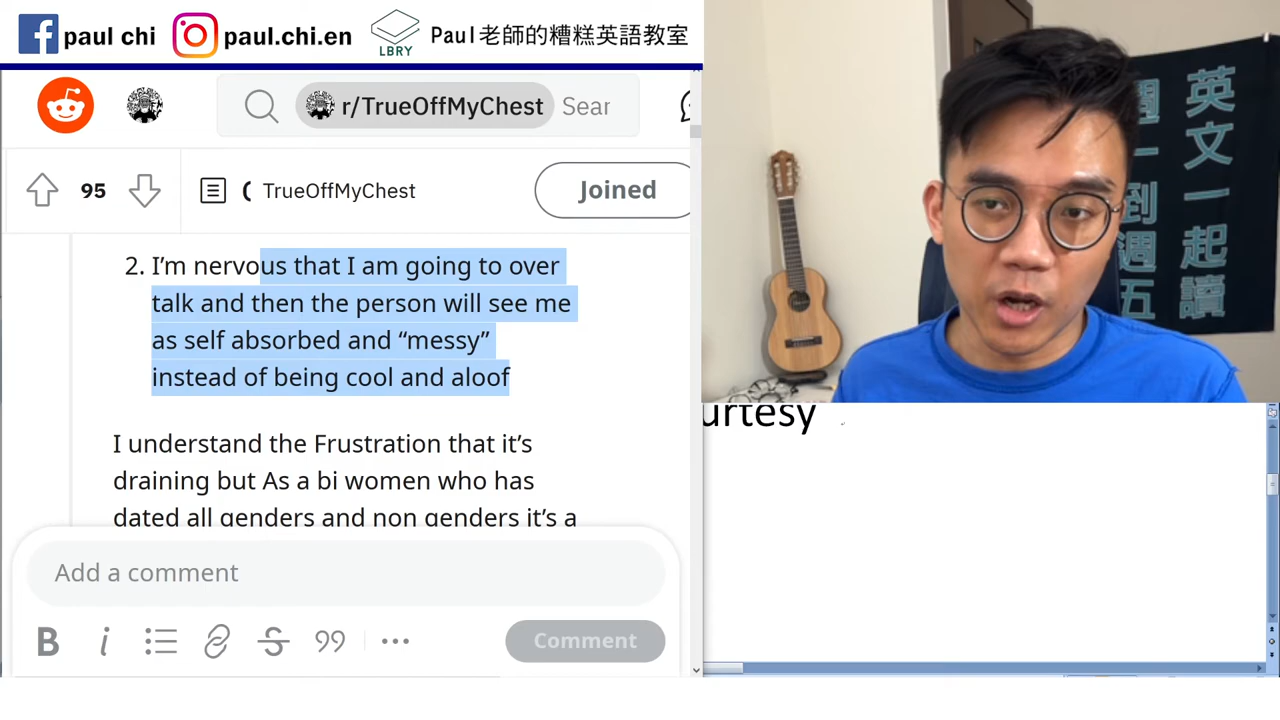 paul chi
paul.chi.en
LBRY
Paul老師的糟糕英語教室
r/TrueOffMyChest
Sear
95
TrueOffMyChest
Joined
2. I’m nervous that I am going to over
talk and then the person will see me
as self absorbed and “messy”
instead of being cool and aloof
I understand the Frustration that it’s
draining but As a bi women who has
dated all genders and non genders it’s a
Add a comment
B
i
Comment
英文一起讀
週一到週五
urtesy